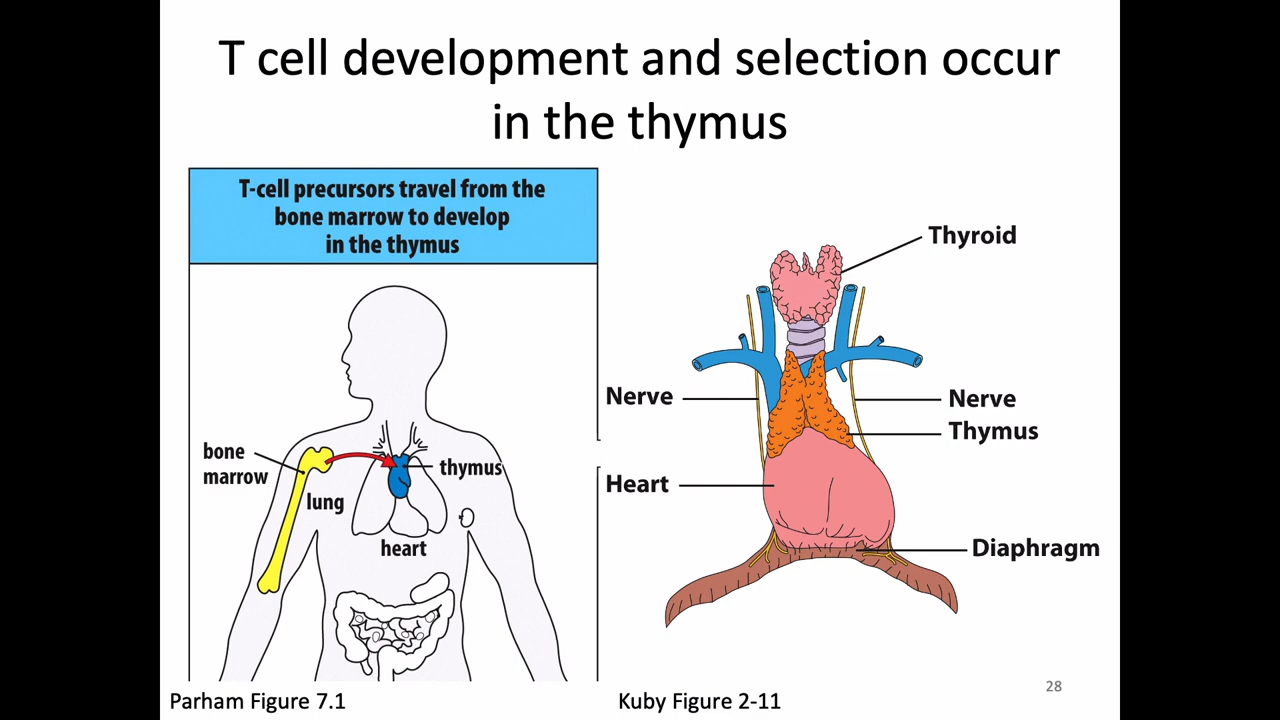 T cell development and selection occur
in the thymus
T-cell precursors travel from the
bone marrow to develop
in the thymus
bone
marrow
lung
thymus
heart
Thyroid
Nerve
Nerve
Thymus
Heart
Diaphragm
Parham Figure 7.1
Kuby Figure 2-11
28